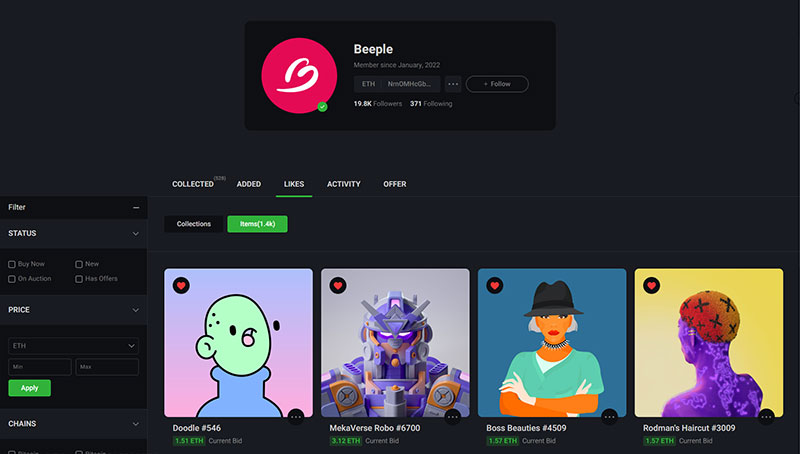 Beeple
Member since January, 2022
ETH NmOMHcGb...
+ Follow
19.8K Followers 371 Following
COLLECTED (528) ADDED LIKES ACTIVITY OFFER
Filter
Collections Items(1.4k)
STATUS
Buy Now New
On Auction Has Offers
PRICE
ETH
Min Max
Apply
CHAINS
Doodle #546
1.51 ETH Current Bid
MekaVerse Robo #6700
3.12 ETH Current Bid
Boss Beauties #4509
1.57 ETH Current Bid
Rodman's Haircut #3009
1.57 ETH Current Bid